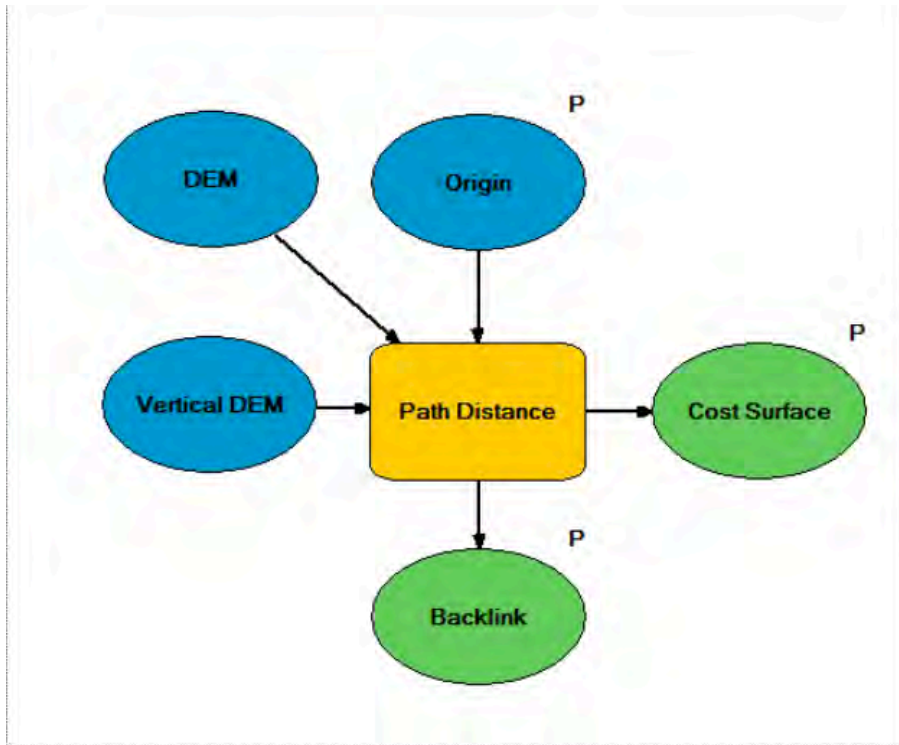 P
DEM
Origin
P
Vertical DEM
Path Distance
Cost Surface
P
Backlink